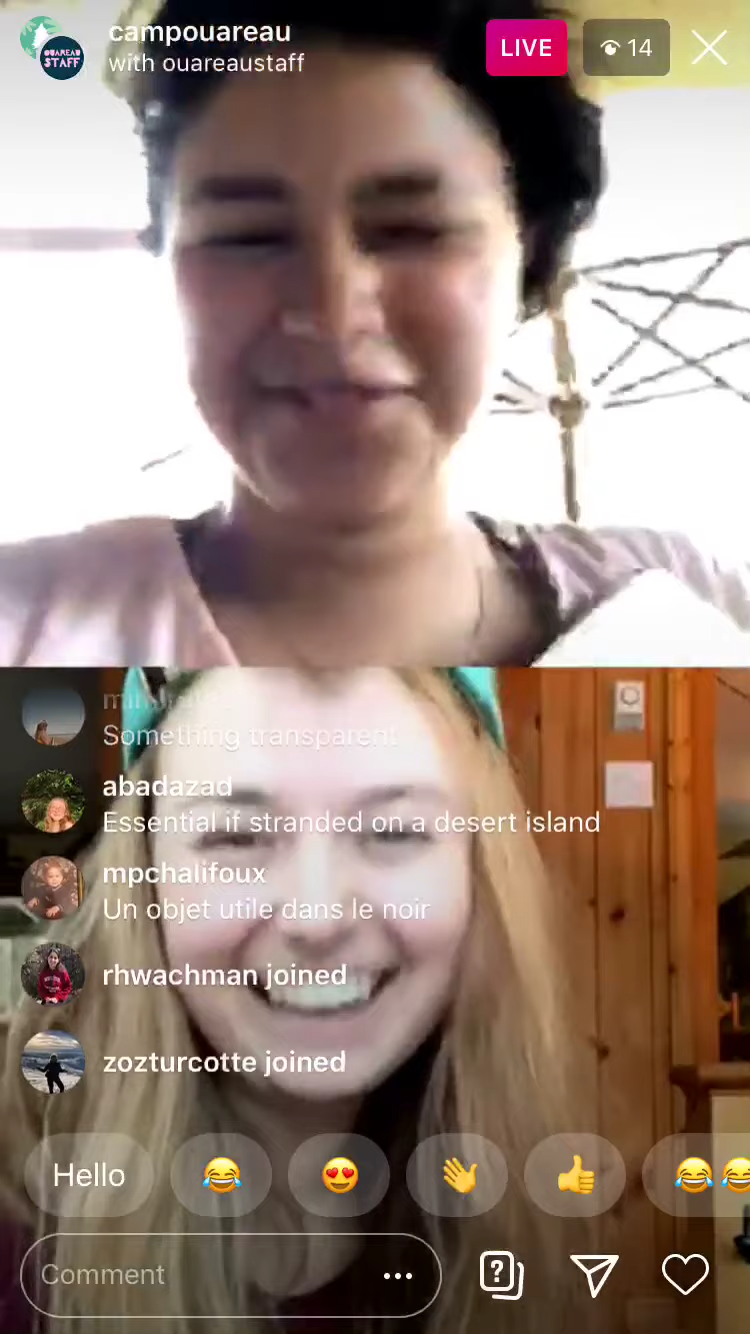 campouareau
with ouareaustaff
LIVE
14
OUAREAU
STAFF
Something transparent
abadazad
Essential if stranded on a desert island
mpchalifoux
Un objet utile dans le noir
rhwachman joined
zozturcotte joined
Hello
Comment